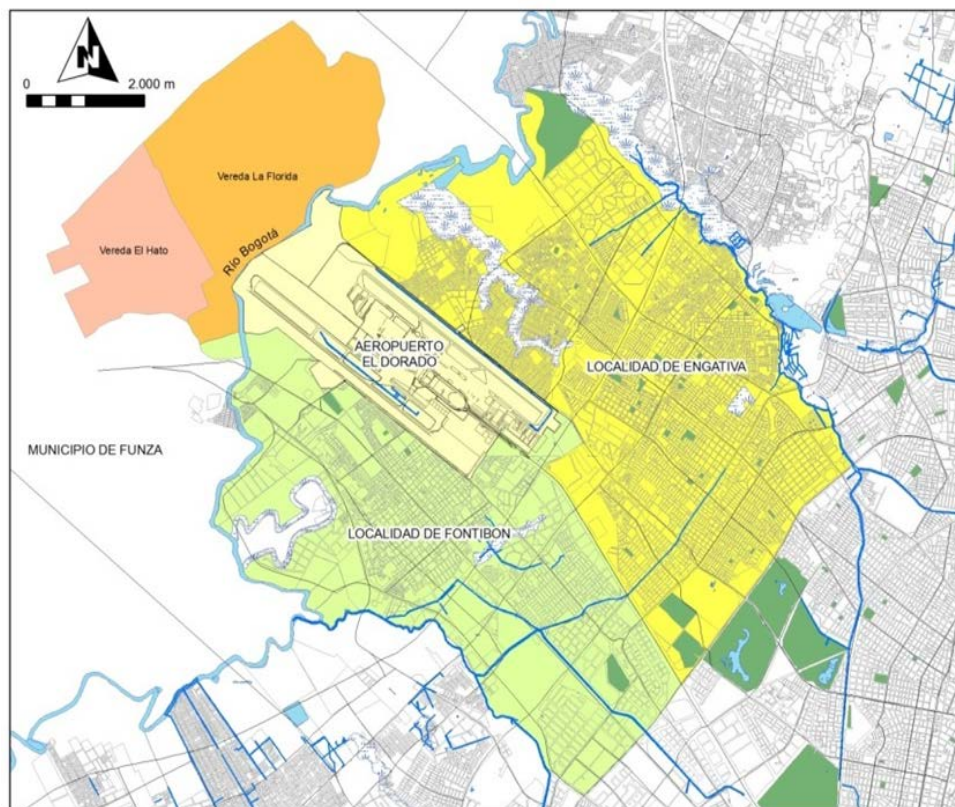 N
0 2.000 m
Vereda La Florida
Vereda El Hato
Río Bogotá
AEROPUERTO
EL DORADO
LOCALIDAD DE ENGATIVA
MUNICIPIO DE FUNZA
LOCALIDAD DE FONTIBON